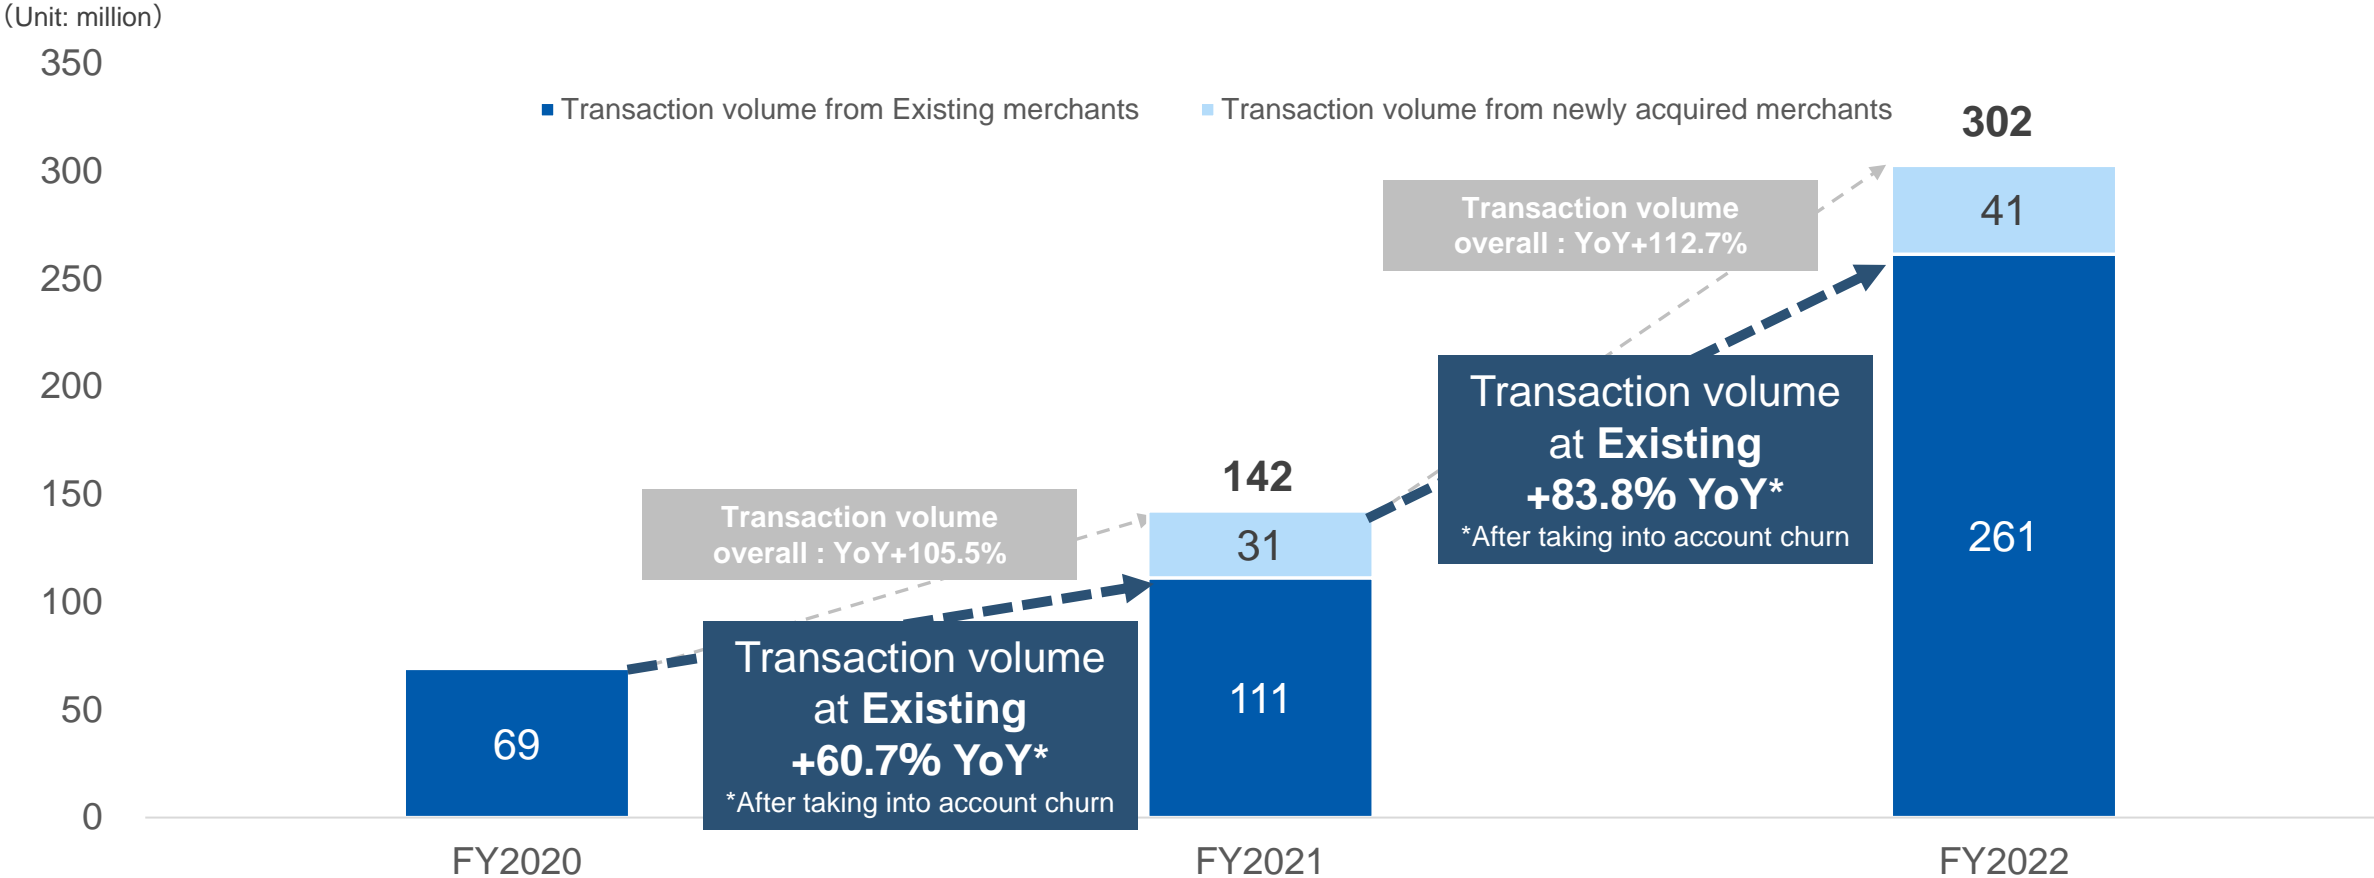 （Unit: million）
350
300
250
200
150
100
50
0
Transaction volume from Existing merchants
Transaction volume from newly acquired merchants
302
41
261
Transaction volume
overall : YoY+112.7%
Transaction volume
at Existing
+83.8% YoY*
*After taking into account churn
142
31
111
Transaction volume
overall : YoY+105.5%
Transaction volume
at Existing
+60.7% YoY*
*After taking into account churn
69
FY2020
FY2021
FY2022